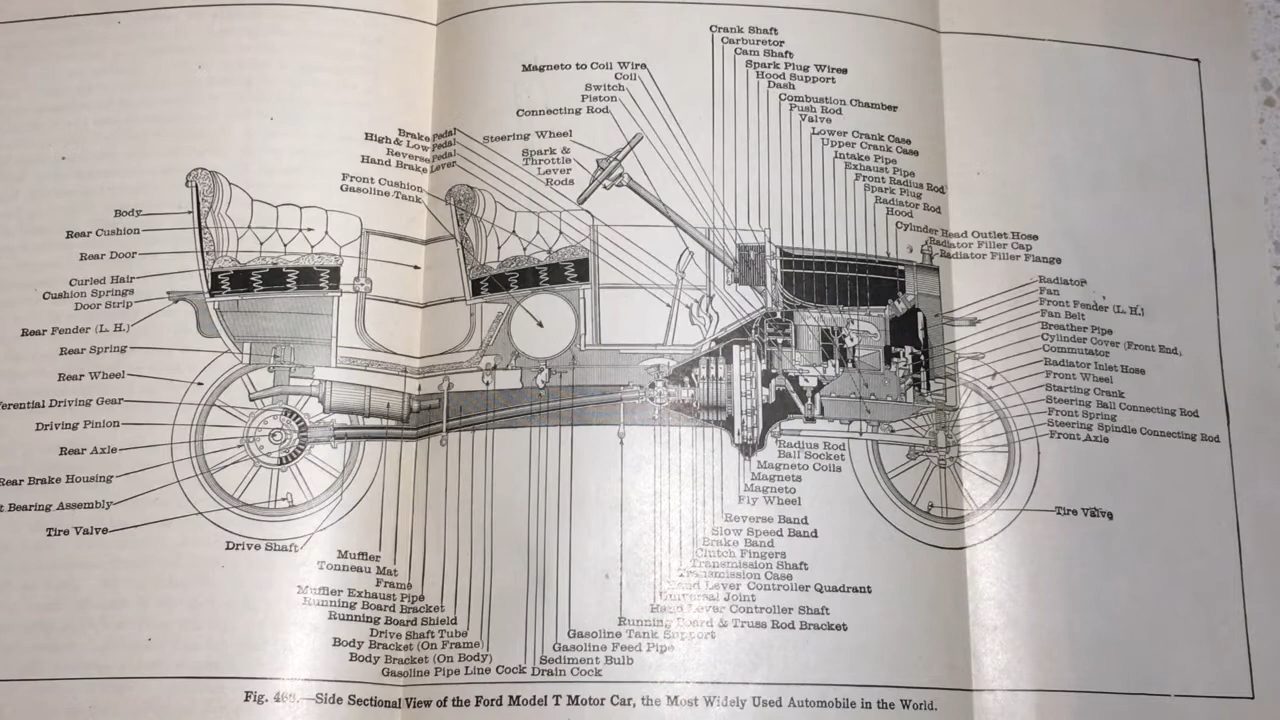 Crank Shaft
Carburetor
Cam Shaft
Spark Plug Wires
Hood Support
Dash
Combustion Chamber
Push Rod
Valve
Lower Crank Case
Upper Crank Case
Intake Pipe
Exhaust Pipe
Front Radius Rod
Spark Plug
Radiator Rod
Hood
Cylinder Head Outlet Hose
Radiator Filler Cap
Radiator Filler Flange
Magneto to Coil Wire
Coil
Switch
Piston
Connecting Rod
Steering Wheel
Spark &
Throttle
Lever
Rods
Brake Pedal
High & Low Pedal
Reverse Pedal
Hand Brake Lever
Front Cushion
Gasoline Tank
Body
Rear Cushion
Rear Door
Curled Hair
Cushion Springs
Door Strip
Rear Fender (L. H.)
Rear Spring
Rear Wheel
ferential Driving Gear
Driving Pinion
Rear Axle
Rear Brake Housing
t Bearing Assembly
Tire Valve
Drive Shaft
Radiator
Fan
Front Fender (L. H.)
Fan Belt
Breather Pipe
Cylinder Cover (Front End)
Commutator
Radiator Inlet Hose
Front Wheel
Starting Crank
Steering Ball Connecting Rod
Front Spring
Steering Spindle Connecting Rod
Front Axle
Tire Valve
Radius Rod
Ball Socket
Magneto Coils
Magnets
Magneto
Fly Wheel
Reverse Band
Slow Speed Band
Brake Band
Clutch Fingers
Transmission Shaft
Transmission Case
Hand Lever Controller Quadrant
Universal Joint
Hand Lever Controller Shaft
Running Board & Truss Rod Bracket
Gasoline Tank Support
Gasoline Feed Pipe
Sediment Bulb
Drain Cock
Muffler
Tonneau Mat
Frame
Muffler Exhaust Pipe
Running Board Bracket
Running Board Shield
Drive Shaft Tube
Body Bracket (On Frame)
Body Bracket (On Body)
Gasoline Pipe Line Cock
Fig. —Side Sectional View of the Ford Model T Motor Car, the Most Widely Used Automobile in the World.